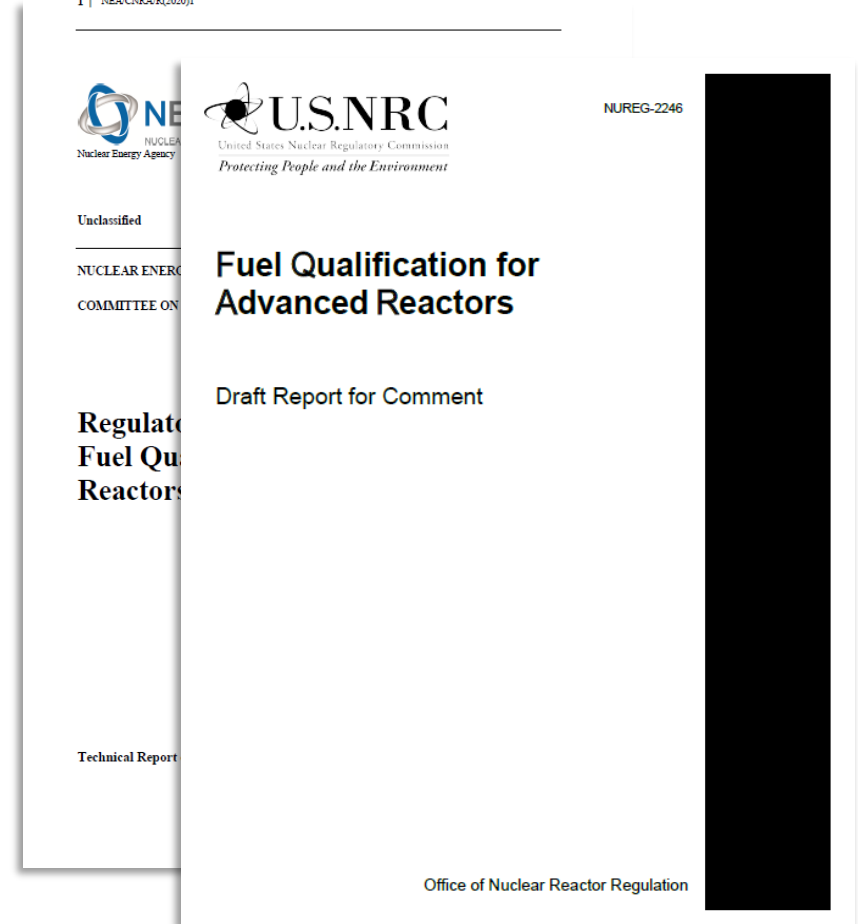 1 | NEA/CNRA/R(2020)1
NE
NUCLEA
Nuclear Energy Agency
Unclassified
NUCLEAR ENERG
COMMITTEE ON
Regulato
Fuel Qua
Reactors
Technical Report
U.S.NRC
United States Nuclear Regulatory Commission
Protecting People and the Environment
NUREG-2246
Fuel Qualification for
Advanced Reactors
Draft Report for Comment
Office of Nuclear Reactor Regulation